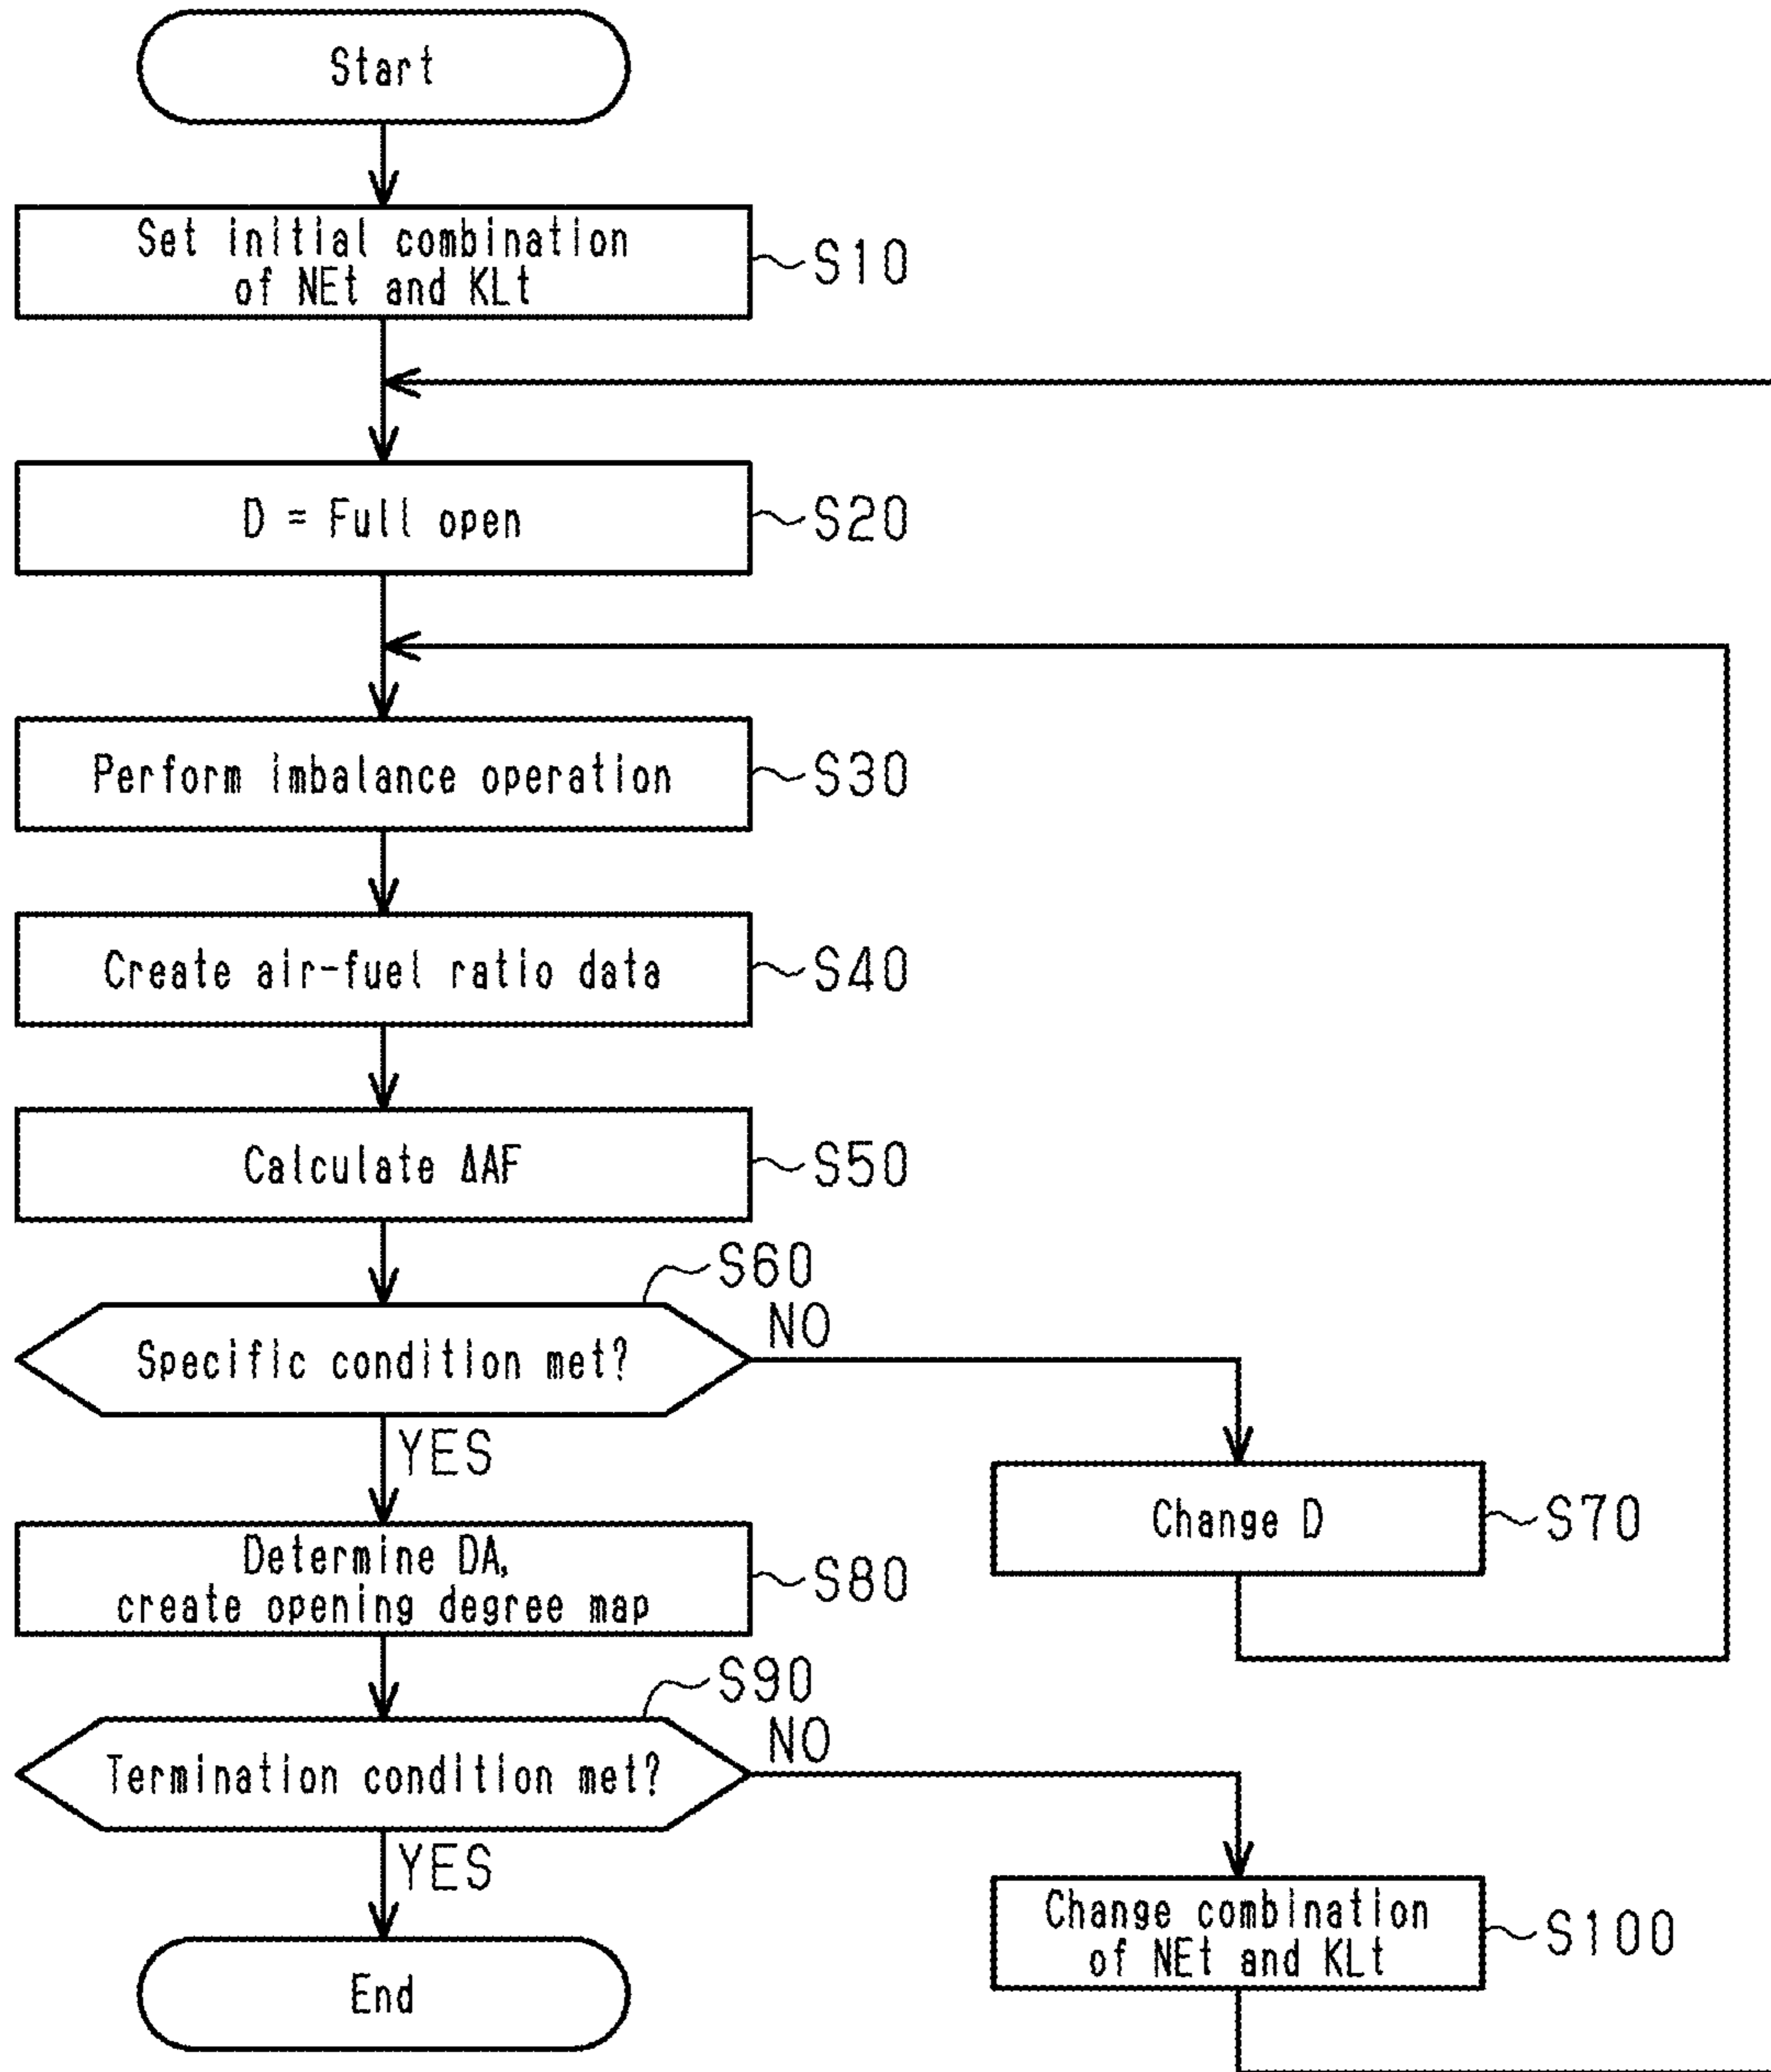 Start
Set initial combination
of NEt and KLt
S10
D = Full open
S20
Perform imbalance operation
S30
Create air-fuel ratio data
S40
Calculate ΔAF
S50
S60
Specific condition met?
NO
YES
Change D
S70
Determine DA,
create opening degree map
S80
S90
Termination condition met?
NO
YES
Change combination
of NEt and KLt
S100
End